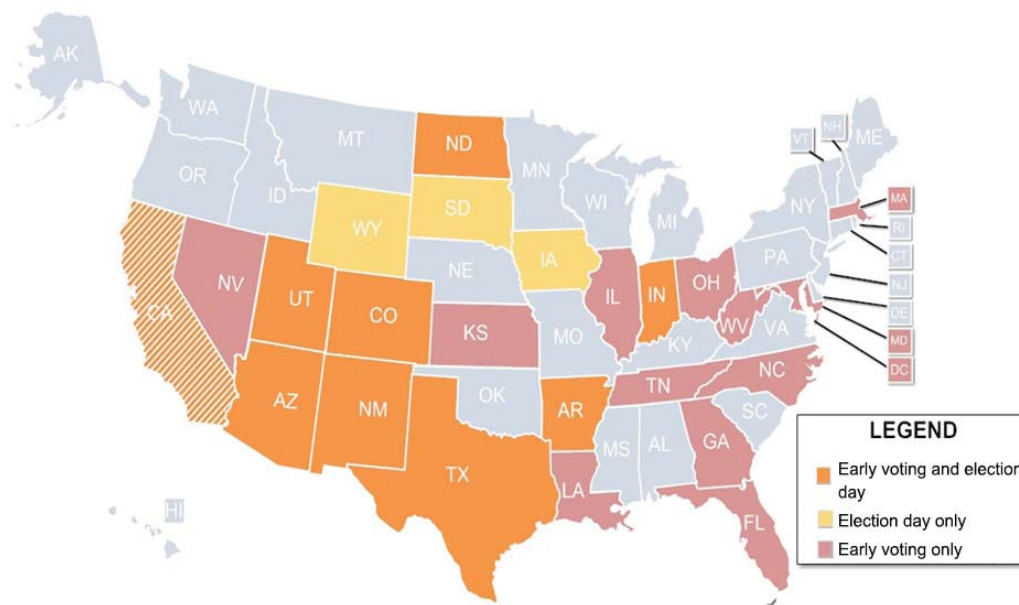 AK
WA
MT
ND
MN
VT
NH
ME
OR
ID
WY
SD
WI
MI
NY
MA
RI
CT
NJ
DE
MD
DC
NE
IA
PA
CA
NV
UT
CO
KS
MO
IL
IN
OH
WV
VA
KY
AZ
NM
OK
AR
TN
NC
SC
TX
LA
MS
AL
GA
FL
HI
LEGEND
Early voting and election
day
Election day only
Early voting only